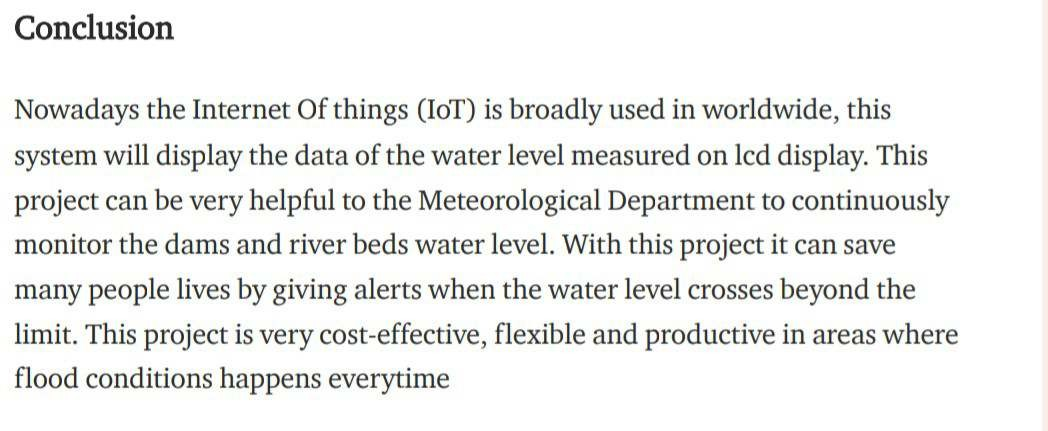 Conclusion
Nowadays the Internet Of things (IoT) is broadly used in worldwide, this
system will display the data of the water level measured on lcd display. This
project can be very helpful to the Meteorological Department to continuously
monitor the dams and river beds water level. With this project it can save
many people lives by giving alerts when the water level crosses beyond the
limit. This project is very cost-effective, flexible and productive in areas where
flood conditions happens everytime